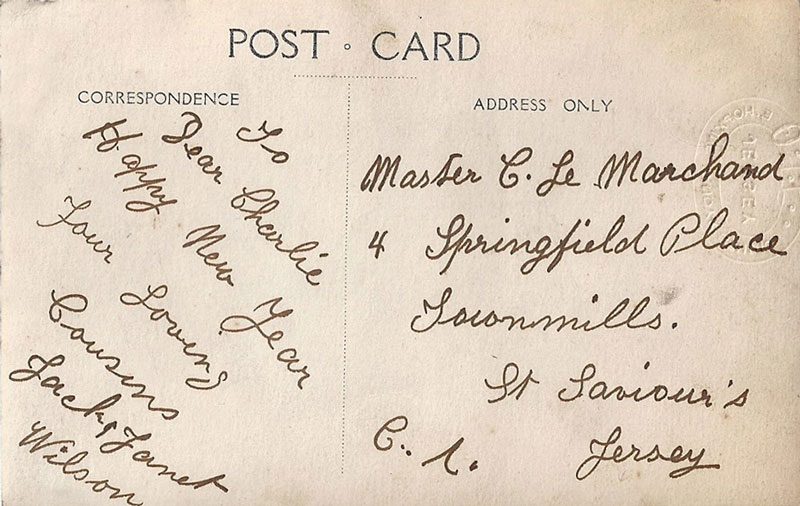 POST CARD
CORRESPONDENCE
ADDRESS ONLY
To
Dear Charlie
Happy New Year
Your Loving
Cousins
Jack & Janet
Wilson
Master C. Le Marchand
4 Springfield Place
Townmills.
St Saviour's
Jersey
C. I.
JERSEY